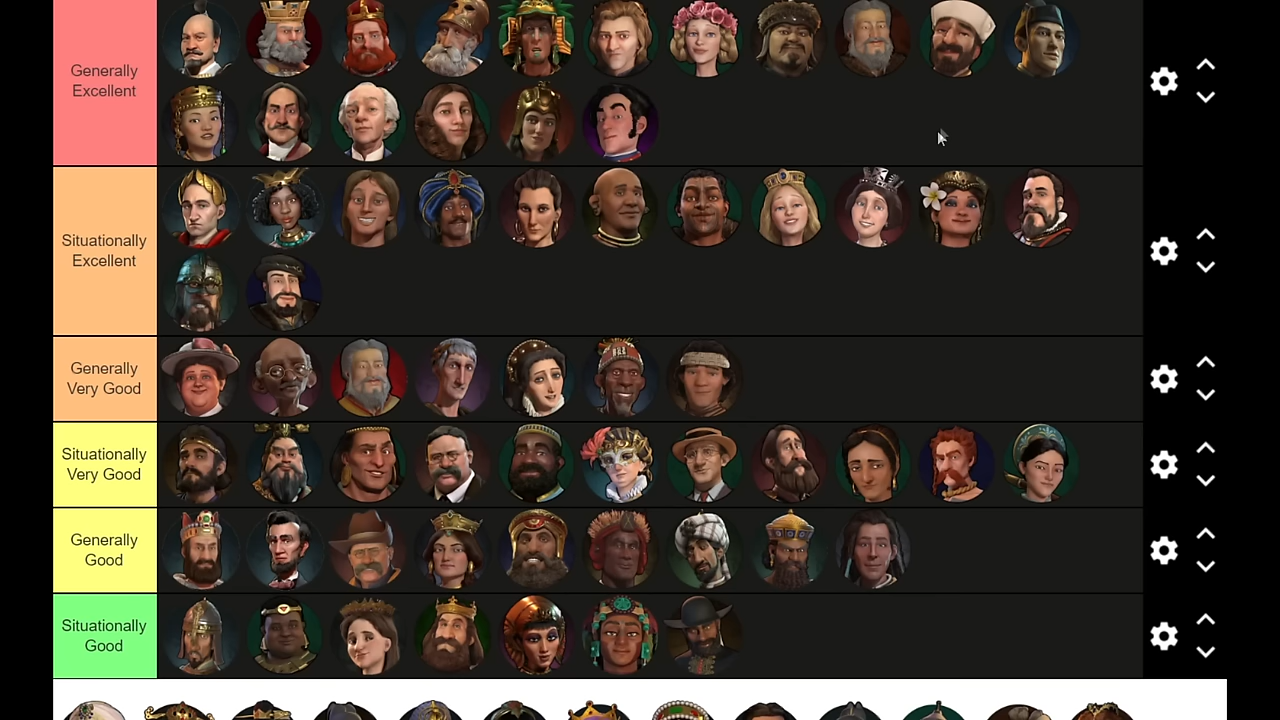 Generally
Excellent
Situationally
Excellent
Generally
Very Good
Situationally
Very Good
Generally
Good
Situationally
Good